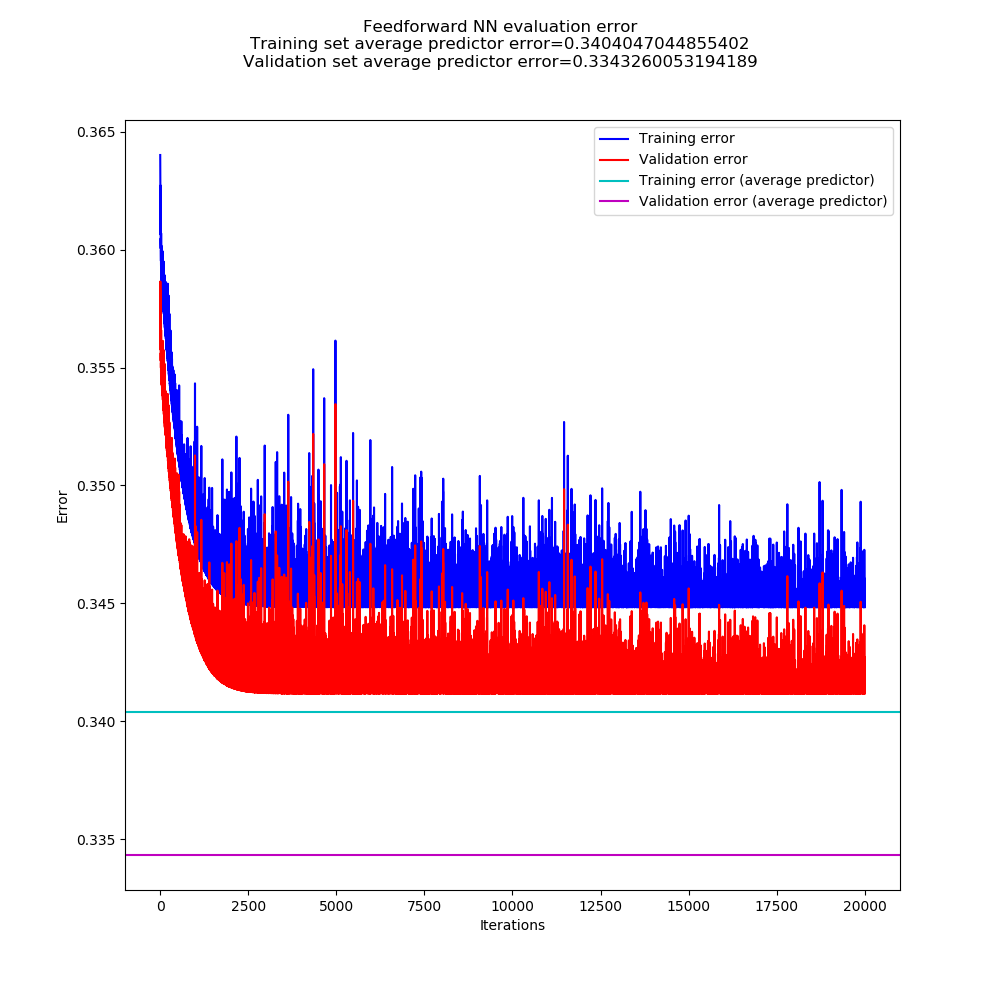 Feedforward NN evaluation error
Training set average predictor error=0.3404047044855402
Validation set average predictor error=0.3343260053194189
0.365
0.360
0.355
0.350
0.345
0.340
0.335
Error
Training error
Validation error
Training error (average predictor)
Validation error (average predictor)
0
2500
5000
7500
10000
12500
15000
17500
20000
Iterations